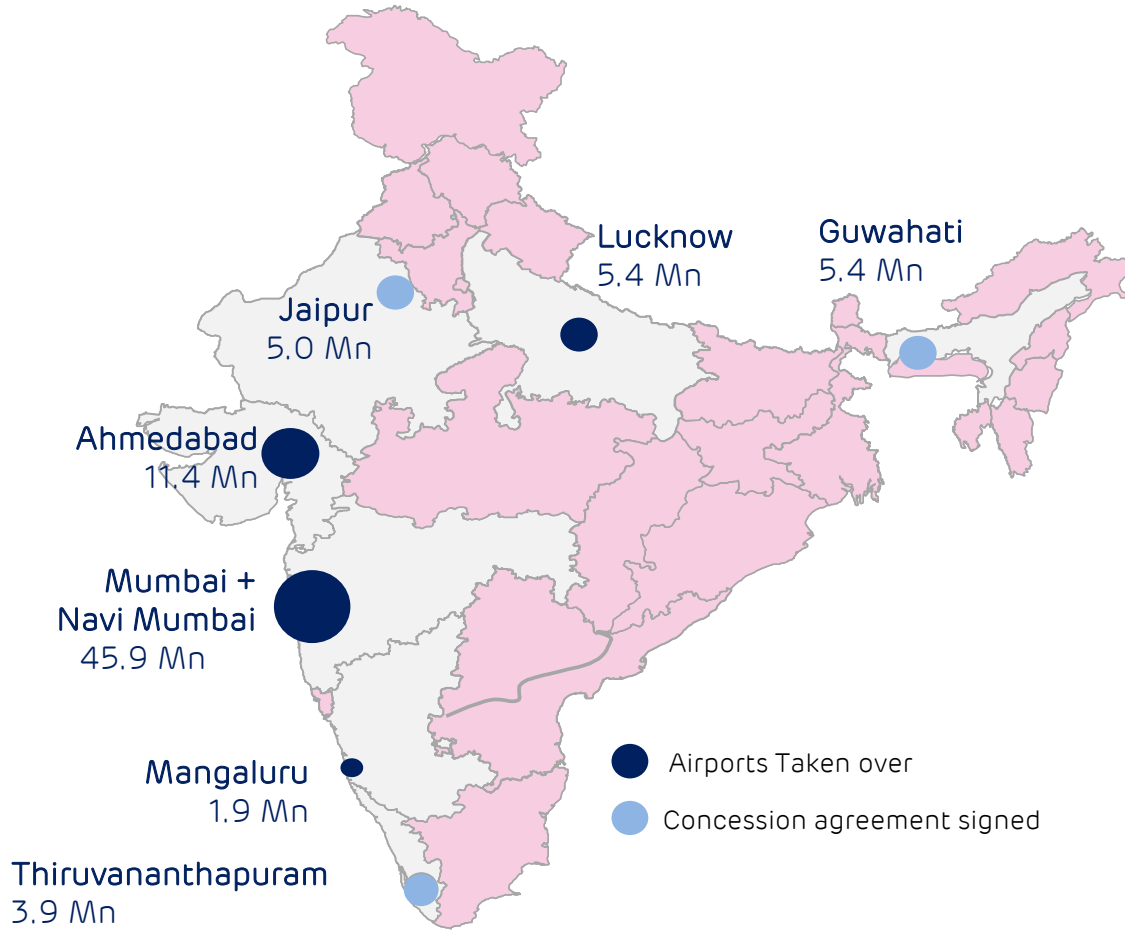 Lucknow
5.4 Mn
Guwahati
5.4 Mn
Jaipur
5.0 Mn
Ahmedabad
11.4 Mn
Mumbai +
Navi Mumbai
45.9 Mn
Mangaluru
1.9 Mn
Airports Taken over
Concession agreement signed
Thiruvananthapuram
3.9 Mn